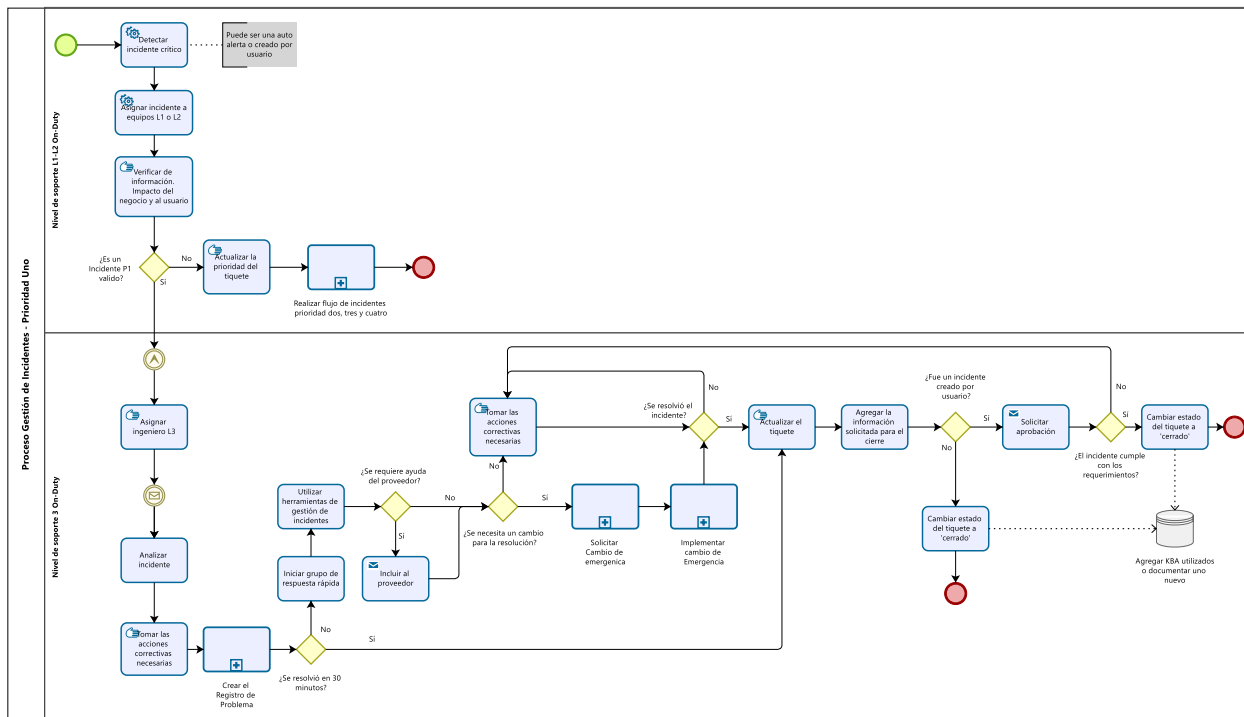 Proceso Gestión de Incidentes - Prioridad Uno
Nivel de soporte L1-L2 On-Duty
Detectar
incidente crítico
Puede ser una auto
alerta o creado por
usuario
Asignar incidente a
equipos L1 o L2
Verificar de
información.
Impacto del
negocio y al usuario
¿Es un
Incidente P1
valido?
No
Si
Actualizar la
prioridad del
tiquete
Realizar flujo de incidentes
prioridad dos, tres y cuatro
Nivel de soporte 3 On-Duty
Asignar
ingeniero L3
Analizar
incidente
Tomar las
acciones
correctivas
necesarias
Crear el
Registro de
Problema
¿Se resolvió en 30
minutos?
No
Sí
Iniciar grupo de
respuesta rápida
Utilizar
herramientas de
gestión de
incidentes
¿Se requiere ayuda
del proveedor?
No
Sí
Incluir al
proveedor
¿Se necesita un cambio
para la resolución?
No
Sí
Tomar las
acciones
correctivas
necesarias
Solicitar
Cambio de
emergenica
Implementar
cambio de
Emergencia
¿Se resolvió el
incidente?
No
Si
Actualizar el
tiquete
Agregar la
información
solicitada para el
cierre
¿Fue un incidente
creado por
usuario?
Sí
No
Solicitar
aprobación
¿El incidente cumple
con los
requerimientos?
No
Sí
Cambiar estado
del tiquete a
'cerrado'
Cambiar estado
del tiquete a
'cerrado'
Agregar KBA utilizados
o documentar uno
nuevo